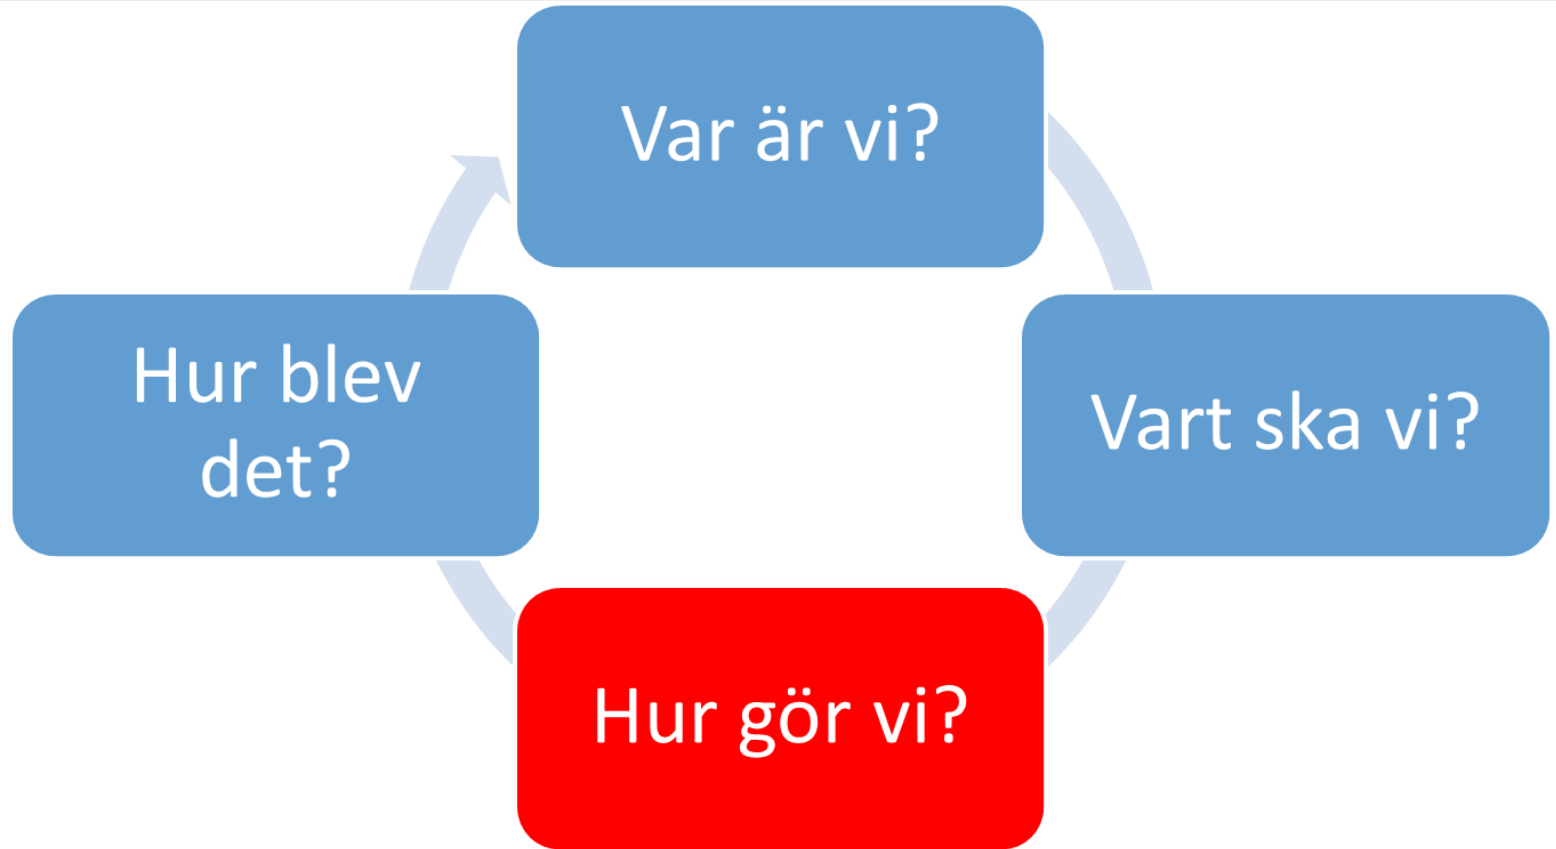 Var är vi?
Vart ska vi?
Hur gör vi?
Hur blev
det?